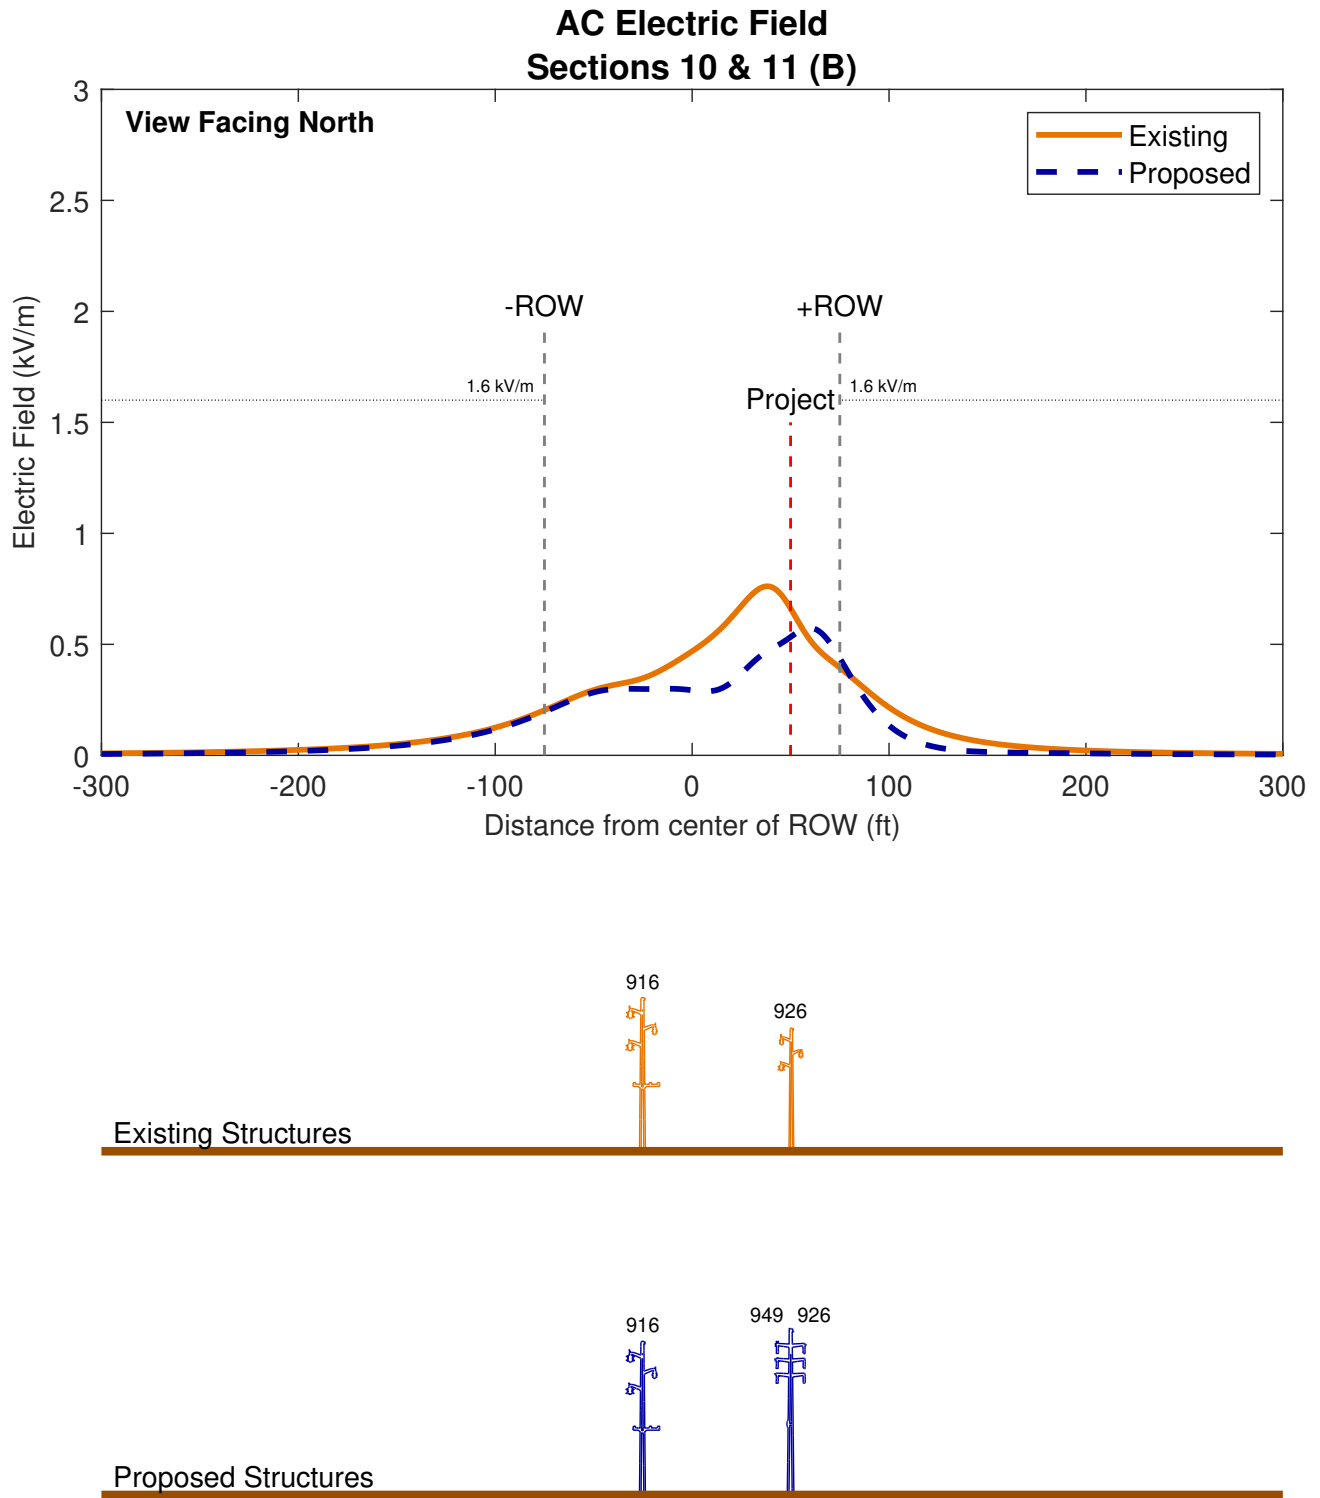 AC Electric Field
Sections 10 & 11 (B)
View Facing North
Existing
Proposed
3
2.5
2
1.5
1
0.5
0
Electric Field (kV/m)
-ROW
+ROW
1.6 kV/m
Project
1.6 kV/m
-300
-200
-100
0
100
200
300
Distance from center of ROW (ft)
916
926
Existing Structures
916
949 926
Proposed Structures